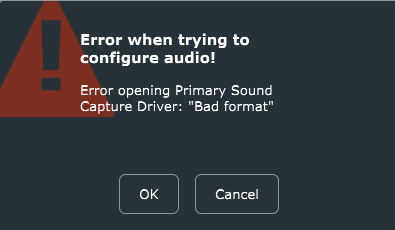 Error when trying to
configure audio!
Error opening Primary Sound
Capture Driver: "Bad format"
OK Cancel